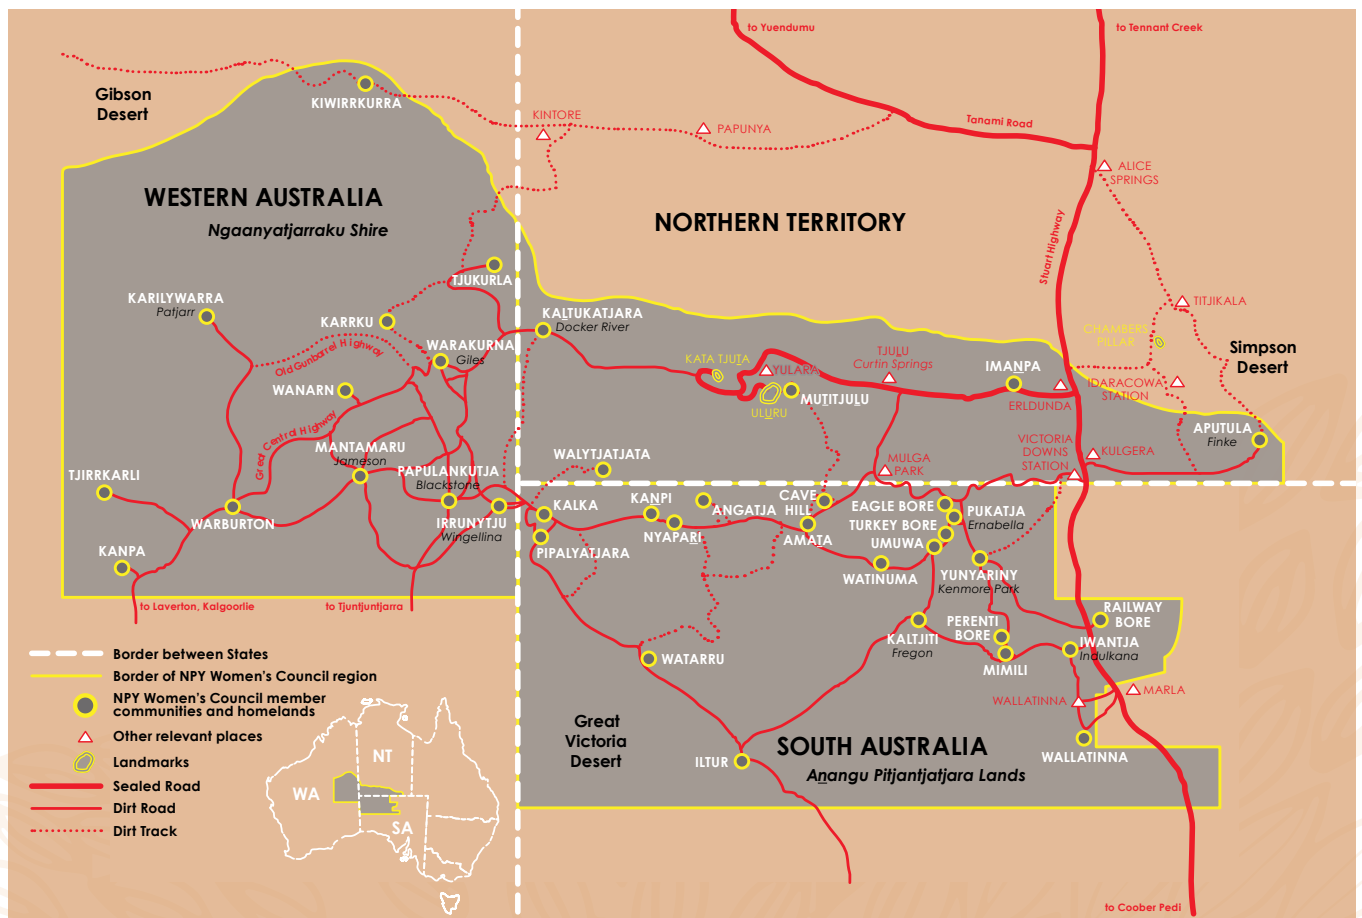 to Yuendumu
to Tennant Creek
Gibson
Desert
KIWIRRKURRA
KINTORE
PAPUNYA
Tanami Road
ALICE
SPRINGS
WESTERN AUSTRALIA
Ngaanyatjarraku Shire
NORTHERN TERRITORY
Stuart Highway
TJUKURLA
KARILYWARRA
Patjarr
KARRKU
KALTUKATJARA
Docker River
TITJIKALA
CHAMBERS
PILLAR
Simpson
Desert
Old Gunbarrel Highway
WARAKURNA
Giles
KATA TJUTA
YULARA
TJULU
Curtin Springs
IMANPA
IDARACOWA
STATION
WANARN
MUTITJULU
ULURU
ERLDUNDA
Great Central Highway
APUTULA
Finke
MANTAMARU
Jameson
VICTORIA
DOWNS
STATION
KULGERA
WALYTJATJATA
MULGA
PARK
PAPULANKUTJA
Blackstone
TJIRRKARLI
WARBURTON
IRRUNYTJU
Wingellina
KALKA
KANPI
ANGATJA
CAVE
HILL
EAGLE BORE
PUKATJA
Ernabella
TURKEY BORE
NYAPARI
AMATA
UMUWA
KANPA
PIPALYATJARA
WATINUMA
YUNYARINY
Kenmore Park
to Laverton, Kalgoorlie
to Tjuntjuntjarra
RAILWAY
BORE
PERENTI
BORE
KALTJITI
Fregon
IWANTJA
Indulkana
MIMILI
WATARRU
WALLATINNA
MARLA
Great
Victoria
Desert
SOUTH AUSTRALIA
Anangu Pitjantjatjara Lands
ILTUR
WALLATINNA
Border between States
Border of NPY Women's Council region
NPY Women's Council member
communities and homelands
Other relevant places
Landmarks
Sealed Road
Dirt Road
Dirt Track
NT
WA
SA
to Coober Pedi